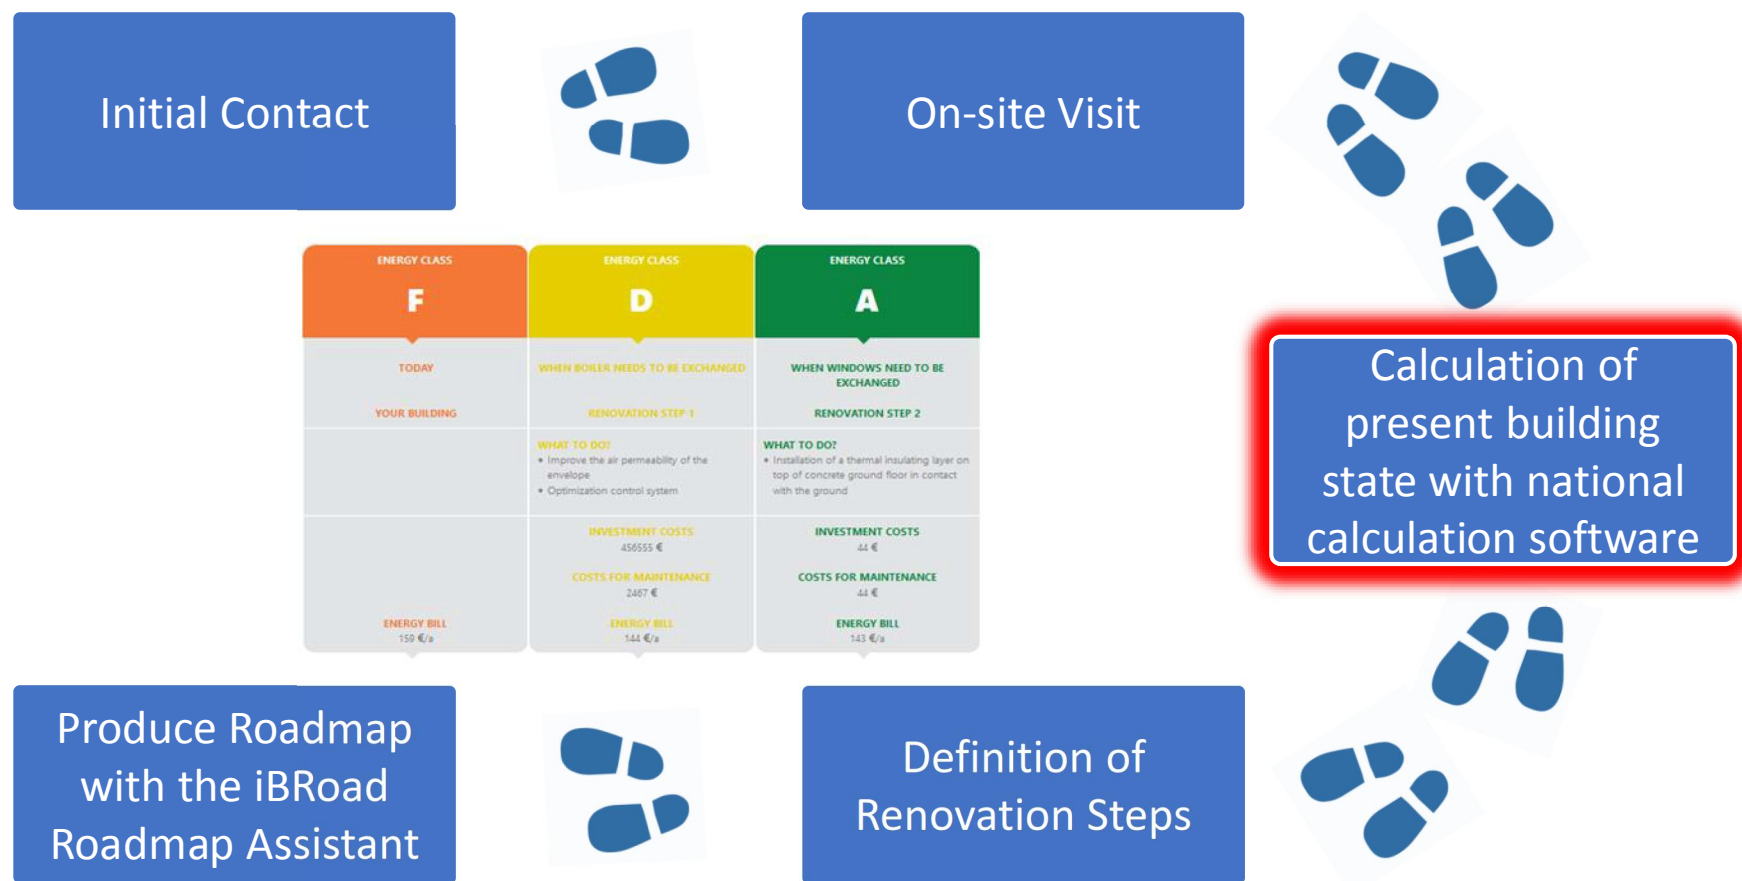 Initial Contact
On-site Visit
ENERGY CLASS
F
ENERGY CLASS
D
ENERGY CLASS
A
TODAY
WHEN BOILER NEEDS TO BE EXCHANGED
WHEN WINDOWS NEED TO BE
EXCHANGED
YOUR BUILDING
RENOVATION STEP 1
RENOVATION STEP 2
WHAT TO DO?
• Improve the air permeability of the
envelope
• Optimization control system
WHAT TO DO?
• Installation of a thermal insulating layer on
top of concrete ground floor in contact
with the ground
INVESTMENT COSTS
456555 €
INVESTMENT COSTS
44 €
COSTS FOR MAINTENANCE
2467 €
COSTS FOR MAINTENANCE
44 €
ENERGY BILL
159 €/a
ENERGY BILL
144 €/a
ENERGY BILL
143 €/a
Calculation of
present building
state with national
calculation software
Produce Roadmap
with the iBRoad
Roadmap Assistant
Definition of
Renovation Steps